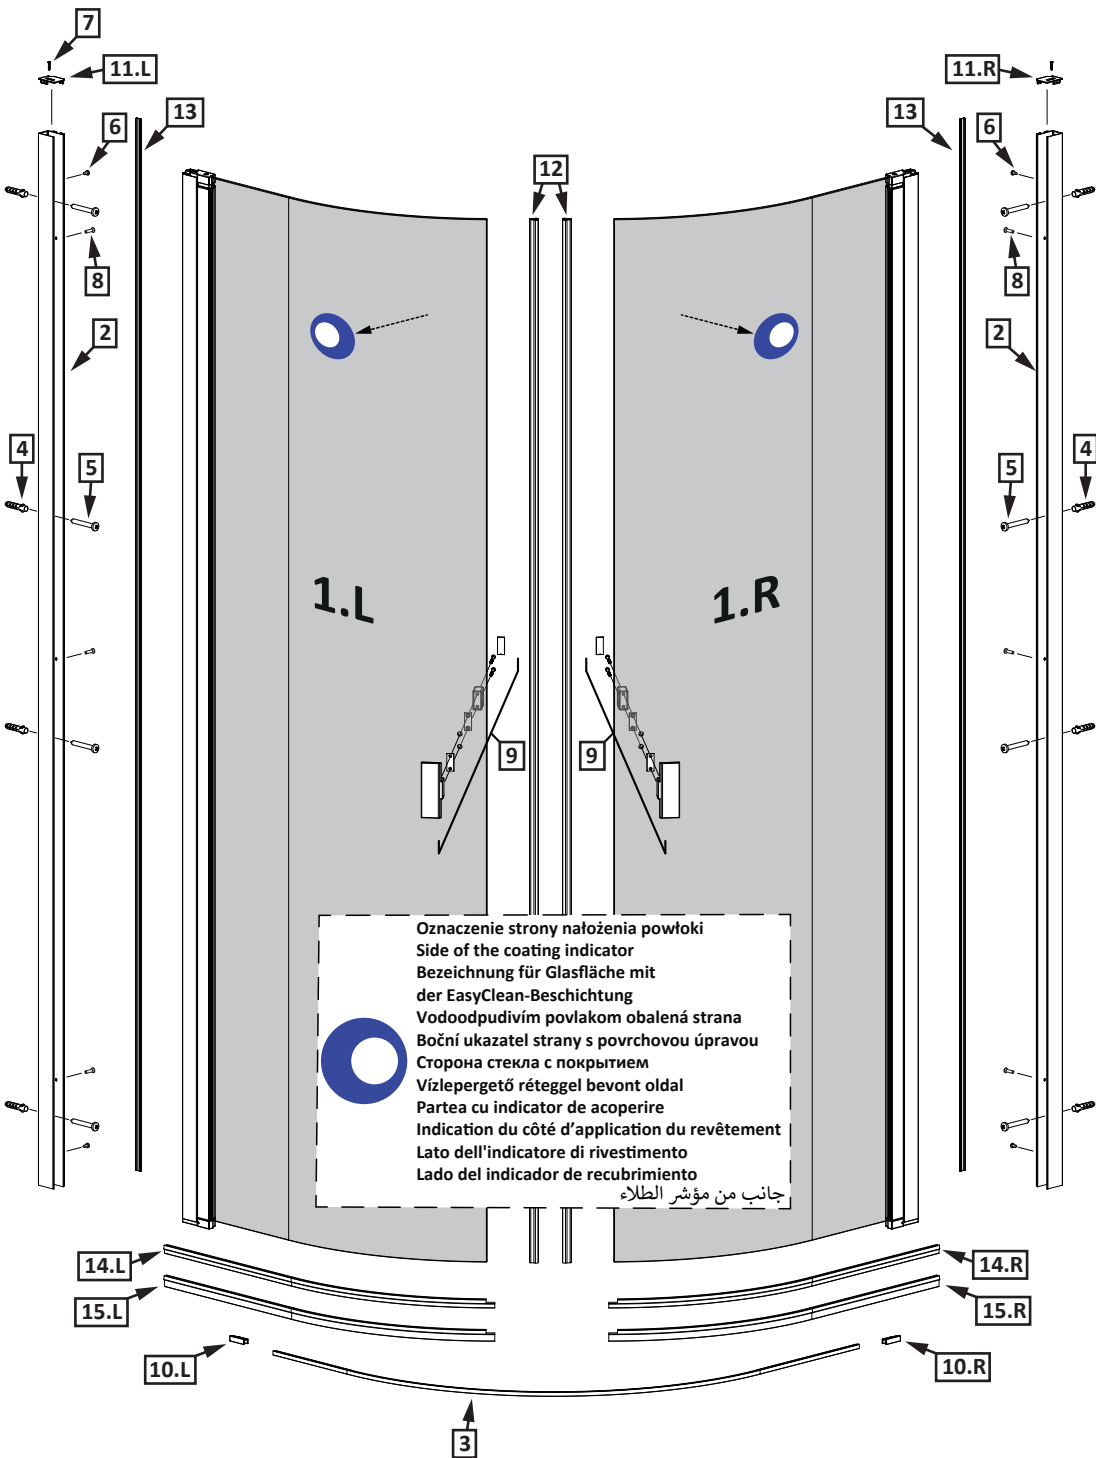 7
11.L
11.R
13
13
6
6
12
8
8
2
2
4
5
5
4
1.L
1.R
9
9
Oznaczenie strony nałożenia powłoki
Side of the coating indicator
Bezeichnung für Glasfläche mit
der EasyClean-Beschichtung
Vodoodpudivím povlakom obalená strana
Boční ukazatel strany s povrchovou úpravou
Сторона стекла с покрытием
Vízlepergető réteggel bevont oldal
Partea cu indicator de acoperire
Indication du côté d’application du revêtement
Lato dell'indicatore di rivestimento
Lado del indicador de recubrimiento
جانب من مؤشر الطلاء
14.L
14.R
15.L
15.R
10.L
10.R
3